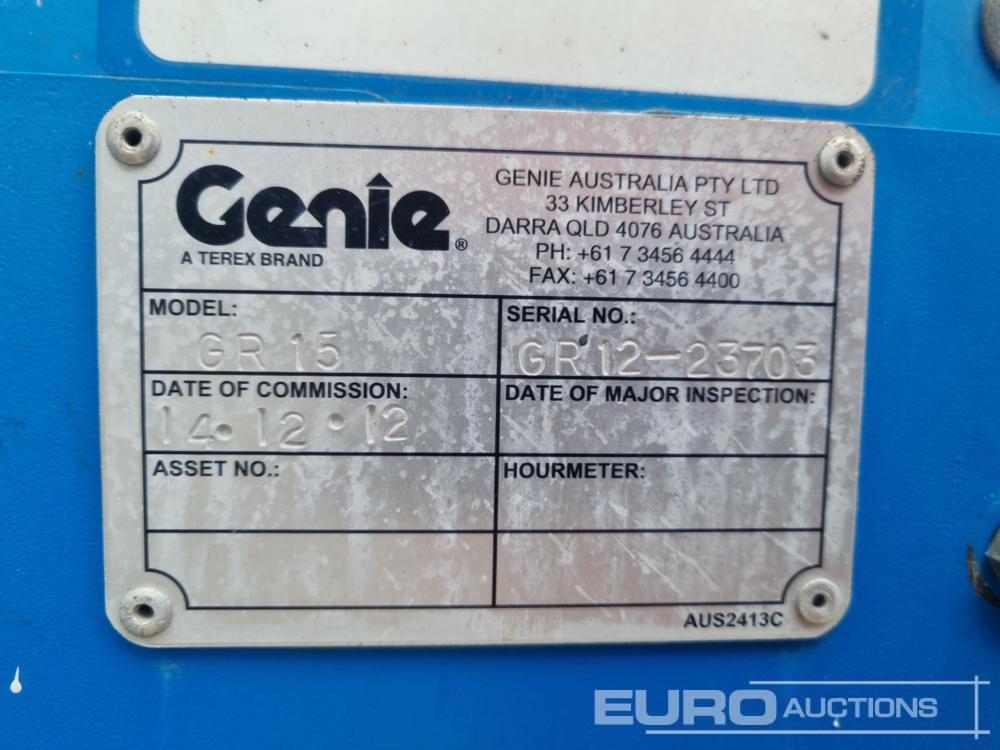 Genie®
A TEREX BRAND
GENIE AUSTRALIA PTY LTD
33 KIMBERLEY ST
DARRA QLD 4076 AUSTRALIA
PH: +61 7 3456 4444
FAX: +61 7 3456 4400
MODEL:
GR 15
SERIAL NO.:
GR12-23703
DATE OF COMMISSION:
14.12.12
DATE OF MAJOR INSPECTION:
ASSET NO.:
HOURMETER:
AUS2413C
EURO AUCTIONS